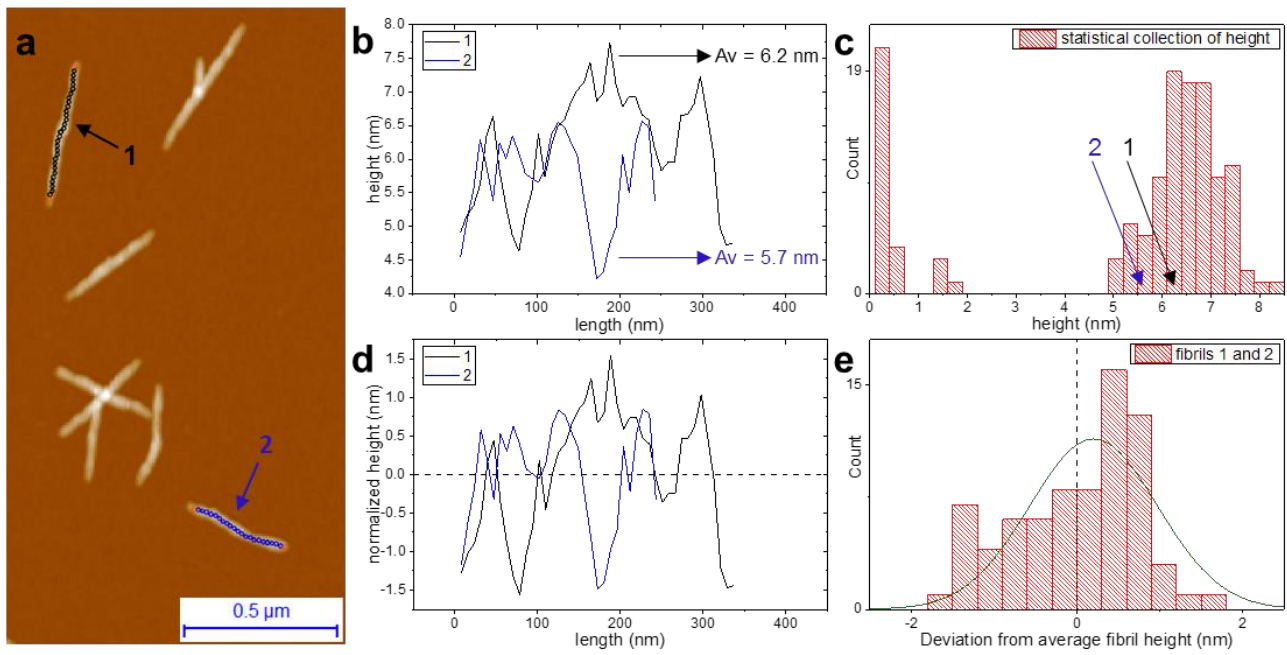 a
1
2
0.5 µm
b
1
2
Av = 6.2 nm
Av = 5.7 nm
height (nm)
8.0
7.5
7.0
6.5
6.0
5.5
5.0
4.5
4.0
0 100 200 300 400
length (nm)
c
statistical collection of height
2 1
Count
19
0
0 1 2 3 4 5 6 7 8
height (nm)
d
1
2
normalized height (nm)
1.5
1.0
0.5
0.0
-0.5
-1.0
-1.5
0 100 200 300 400
length (nm)
e
fibrils 1 and 2
Count
15
0
-2 0 2
Deviation from average fibril height (nm)